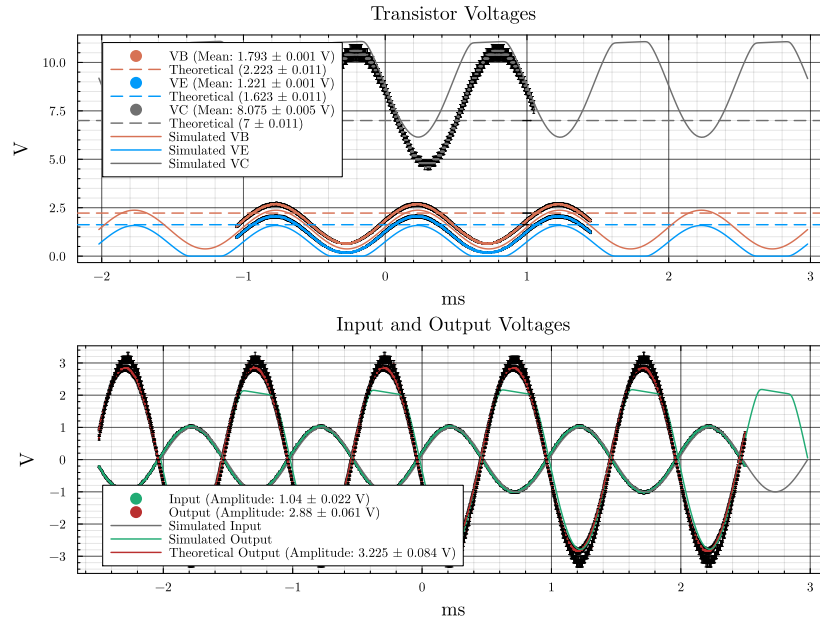 Transistor Voltages
10.0
7.5
5.0
2.5
0.0
V
VB (Mean: 1.793 ± 0.001 V)
Theoretical (2.223 ± 0.011)
VE (Mean: 1.221 ± 0.001 V)
Theoretical (1.623 ± 0.011)
VC (Mean: 8.075 ± 0.005 V)
Theoretical (7 ± 0.011)
Simulated VB
Simulated VE
Simulated VC
−2 −1 0 1 2 3
ms
Input and Output Voltages
3
2
1
0
−1
−2
−3
V
Input (Amplitude: 1.04 ± 0.022 V)
Output (Amplitude: 2.88 ± 0.061 V)
Simulated Input
Simulated Output
Theoretical Output (Amplitude: 3.225 ± 0.084 V)
−2 −1 0 1 2 3
ms